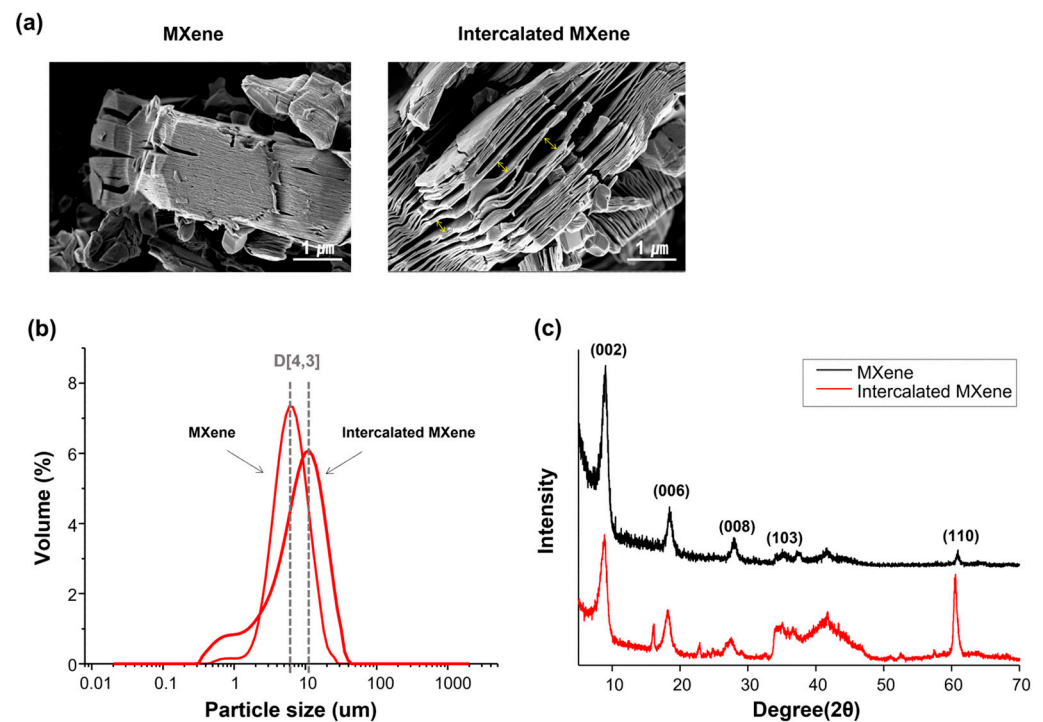 (a)
MXene
Intercalated MXene
1 ㎛
1 ㎛
(b)
D[4,3]
MXene
Intercalated MXene
Volume (%)
8
6
4
2
0
0.01
1
10
100
1000
Particle size (um)
(c)
(002)
(006)
(008)
(103)
(110)
MXene
Intercalated MXene
Intensity
10
20
30
40
50
60
70
Degree(2θ)